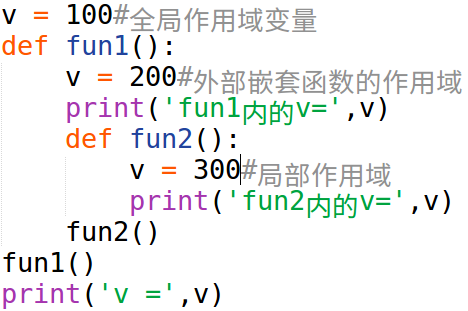 v = 100#全局作用域变量
def fun1():
    v = 200#外部嵌套函数的作用域
    print('fun1内的v=',v)
    def fun2():
        v = 300#局部作用域
        print('fun2内的v=',v)
    fun2()
fun1()
print('v =',v)